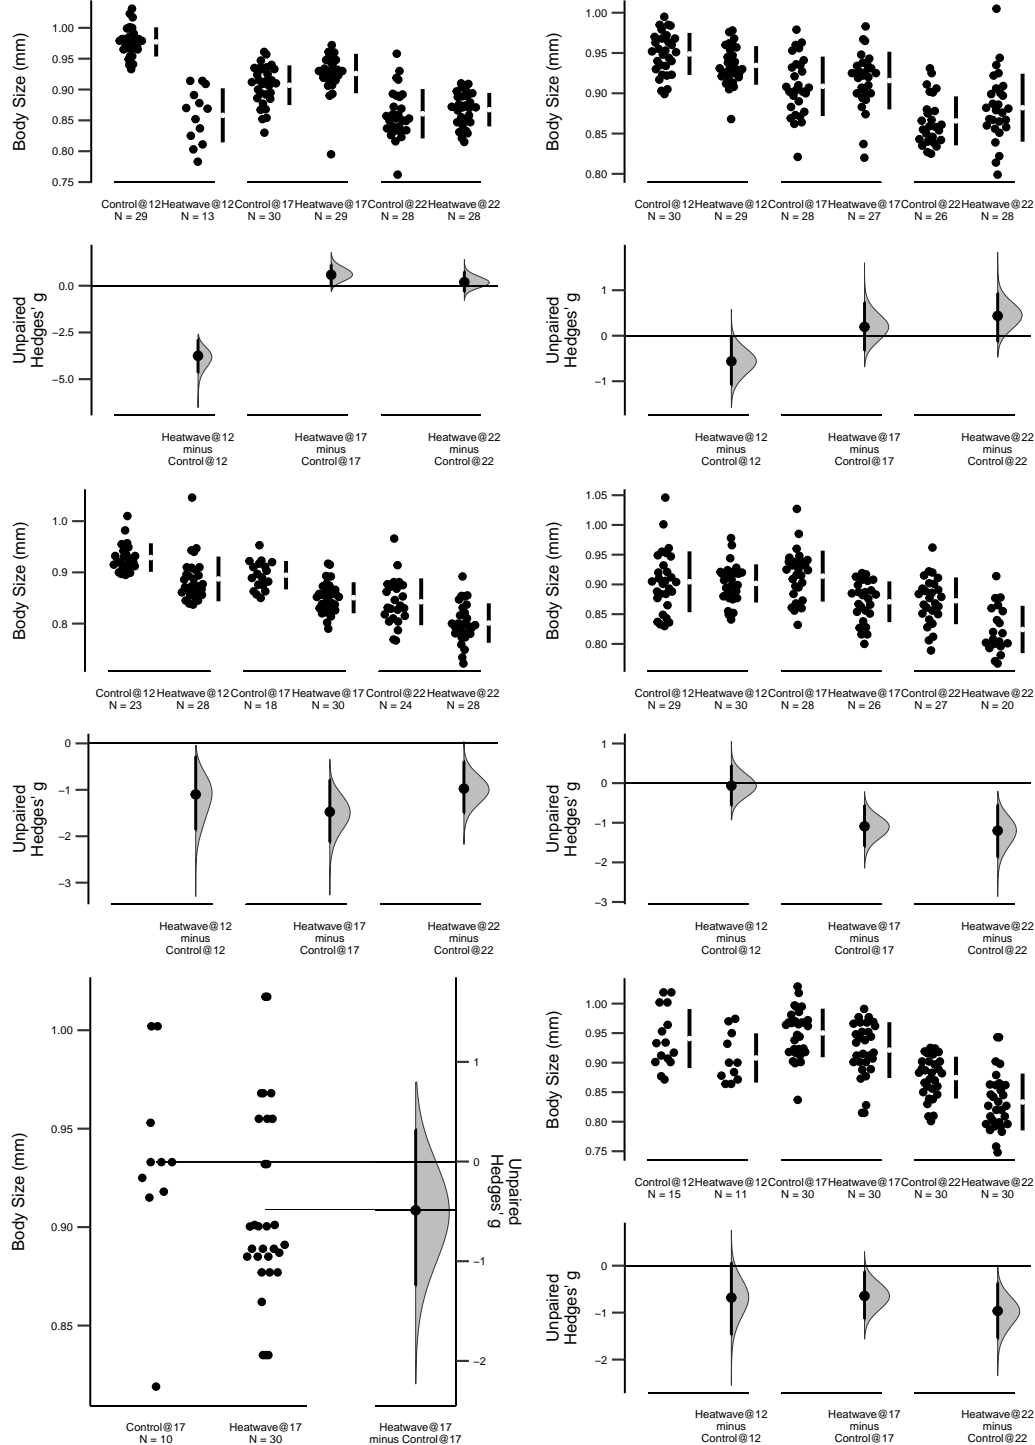 Body Size (mm)
1.00
0.95
0.90
0.85
0.80
0.75
Control@12 Heatwave@12 Control@17 Heatwave@17 Control@22 Heatwave@22
N = 29 N = 13 N = 30 N = 29 N = 28 N = 28
Unpaired
Hedges' g
0.0
−2.5
−5.0
Heatwave@12 Heatwave@17 Heatwave@22
minus minus minus
Control@12 Control@17 Control@22
Body Size (mm)
1.00
0.95
0.90
0.85
0.80
Control@12 Heatwave@12 Control@17 Heatwave@17 Control@22 Heatwave@22
N = 30 N = 29 N = 28 N = 27 N = 26 N = 28
Unpaired
Hedges' g
1
0
−1
Heatwave@12 Heatwave@17 Heatwave@22
minus minus minus
Control@12 Control@17 Control@22
Body Size (mm)
1.0
0.9
0.8
Control@12 Heatwave@12 Control@17 Heatwave@17 Control@22 Heatwave@22
N = 23 N = 28 N = 18 N = 30 N = 24 N = 28
Unpaired
Hedges' g
0
−1
−2
−3
Heatwave@12 Heatwave@17 Heatwave@22
minus minus minus
Control@12 Control@17 Control@22
Body Size (mm)
1.05
1.00
0.95
0.90
0.85
0.80
Control@12 Heatwave@12 Control@17 Heatwave@17 Control@22 Heatwave@22
N = 29 N = 30 N = 28 N = 26 N = 27 N = 20
Unpaired
Hedges' g
1
0
−1
−2
−3
Heatwave@12 Heatwave@17 Heatwave@22
minus minus minus
Control@12 Control@17 Control@22
Body Size (mm)
1.00
0.95
0.90
0.85
1
0
−1
−2
Unpaired
Hedges' g
Control@17 Heatwave@17 Heatwave@17
N = 10 N = 30 minus Control@17
Body Size (mm)
1.00
0.95
0.90
0.85
0.80
0.75
Control@12 Heatwave@12 Control@17 Heatwave@17 Control@22 Heatwave@22
N = 15 N = 11 N = 30 N = 30 N = 30 N = 30
Unpaired
Hedges' g
0
−1
−2
Heatwave@12 Heatwave@17 Heatwave@22
minus minus minus
Control@12 Control@17 Control@22